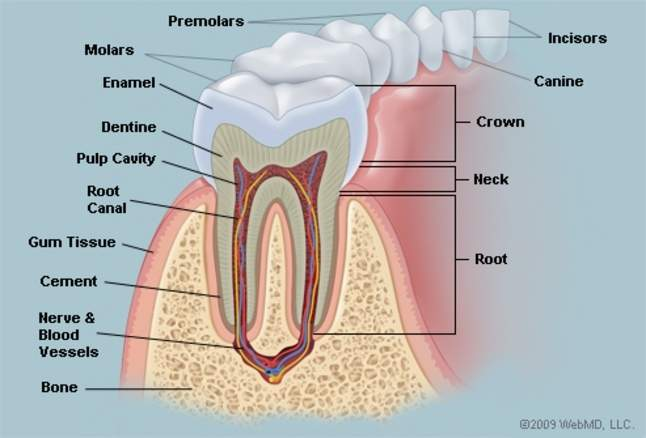 Premolars
Incisors
Molars
Canine
Enamel
Crown
Dentine
Pulp Cavity
Neck
Root
Canal
Gum Tissue
Root
Cement
Nerve &
Blood
Vessels
Bone
©2009 WebMD, LLC.